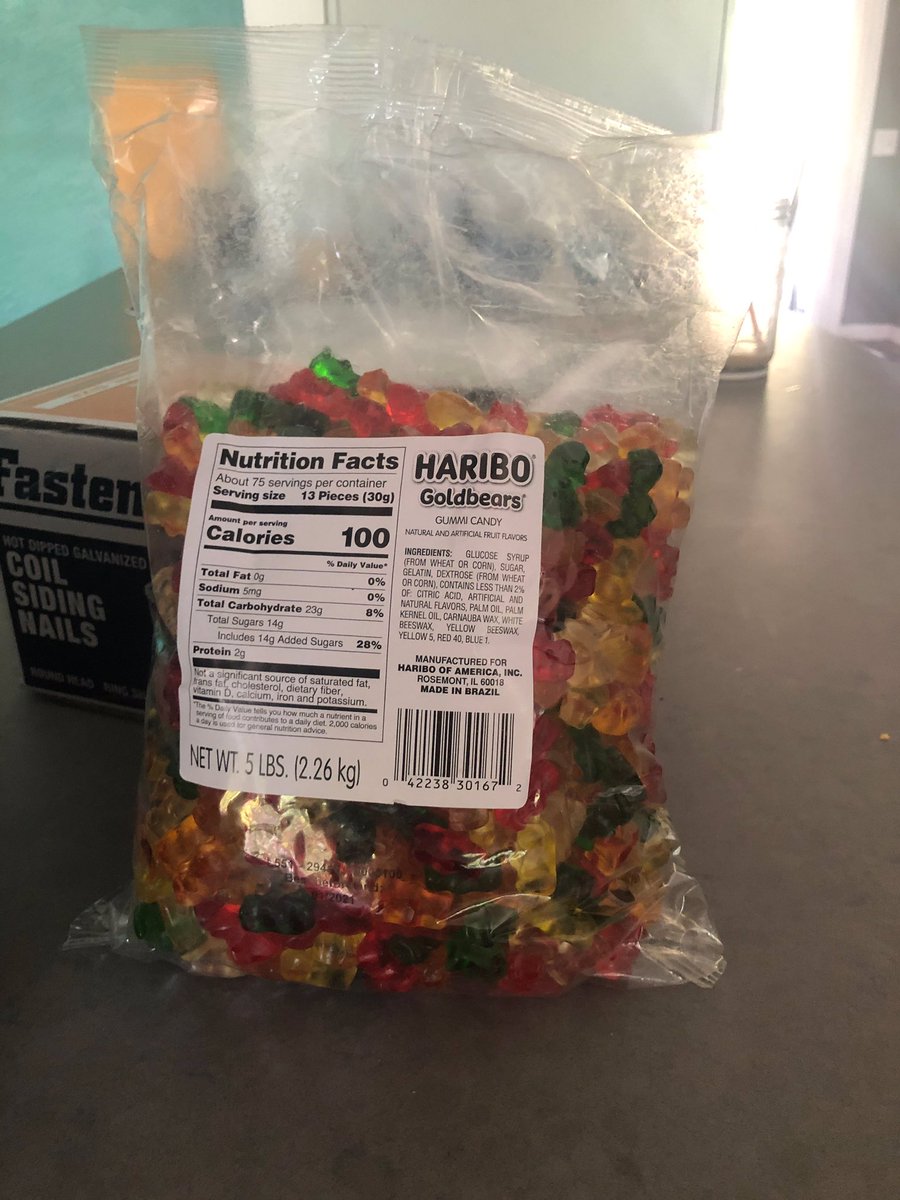 Nutrition Facts
About 75 servings per container
Serving size 13 Pieces (30g)
Amount per serving
Calories 100
% Daily Value*
Total Fat 0g 0%
Sodium 5mg 0%
Total Carbohydrate 23g 8%
Total Sugars 14g
Includes 14g Added Sugars 28%
Protein 2g
Not a significant source of saturated fat,
trans fat, cholesterol, dietary fiber,
vitamin D, calcium, iron and potassium.
*The % Daily Value tells you how much a nutrient in a
serving of food contributes to a daily diet. 2,000 calories
a day is used for general nutrition advice.
NET WT. 5 LBS. (2.26 kg)
HARIBO
Goldbears
GUMMI CANDY
NATURAL AND ARTIFICIAL FRUIT FLAVORS
INGREDIENTS: GLUCOSE SYRUP
(FROM WHEAT OR CORN), SUGAR,
GELATIN, DEXTROSE (FROM WHEAT
OR CORN), CONTAINS LESS THAN 2%
OF: CITRIC ACID, ARTIFICIAL AND
NATURAL FLAVORS, PALM OIL, PALM
KERNEL OIL, CARNAUBA WAX, WHITE
BEESWAX, YELLOW BEESWAX,
YELLOW 5, RED 40, BLUE 1.
MANUFACTURED FOR
HARIBO OF AMERICA, INC.
ROSEMONT, IL 60018
MADE IN BRAZIL
0 42238 30167 2
Fasten
HOT DIPPED GALVANIZED
COIL
SIDING
NAILS
ROUND HEAD